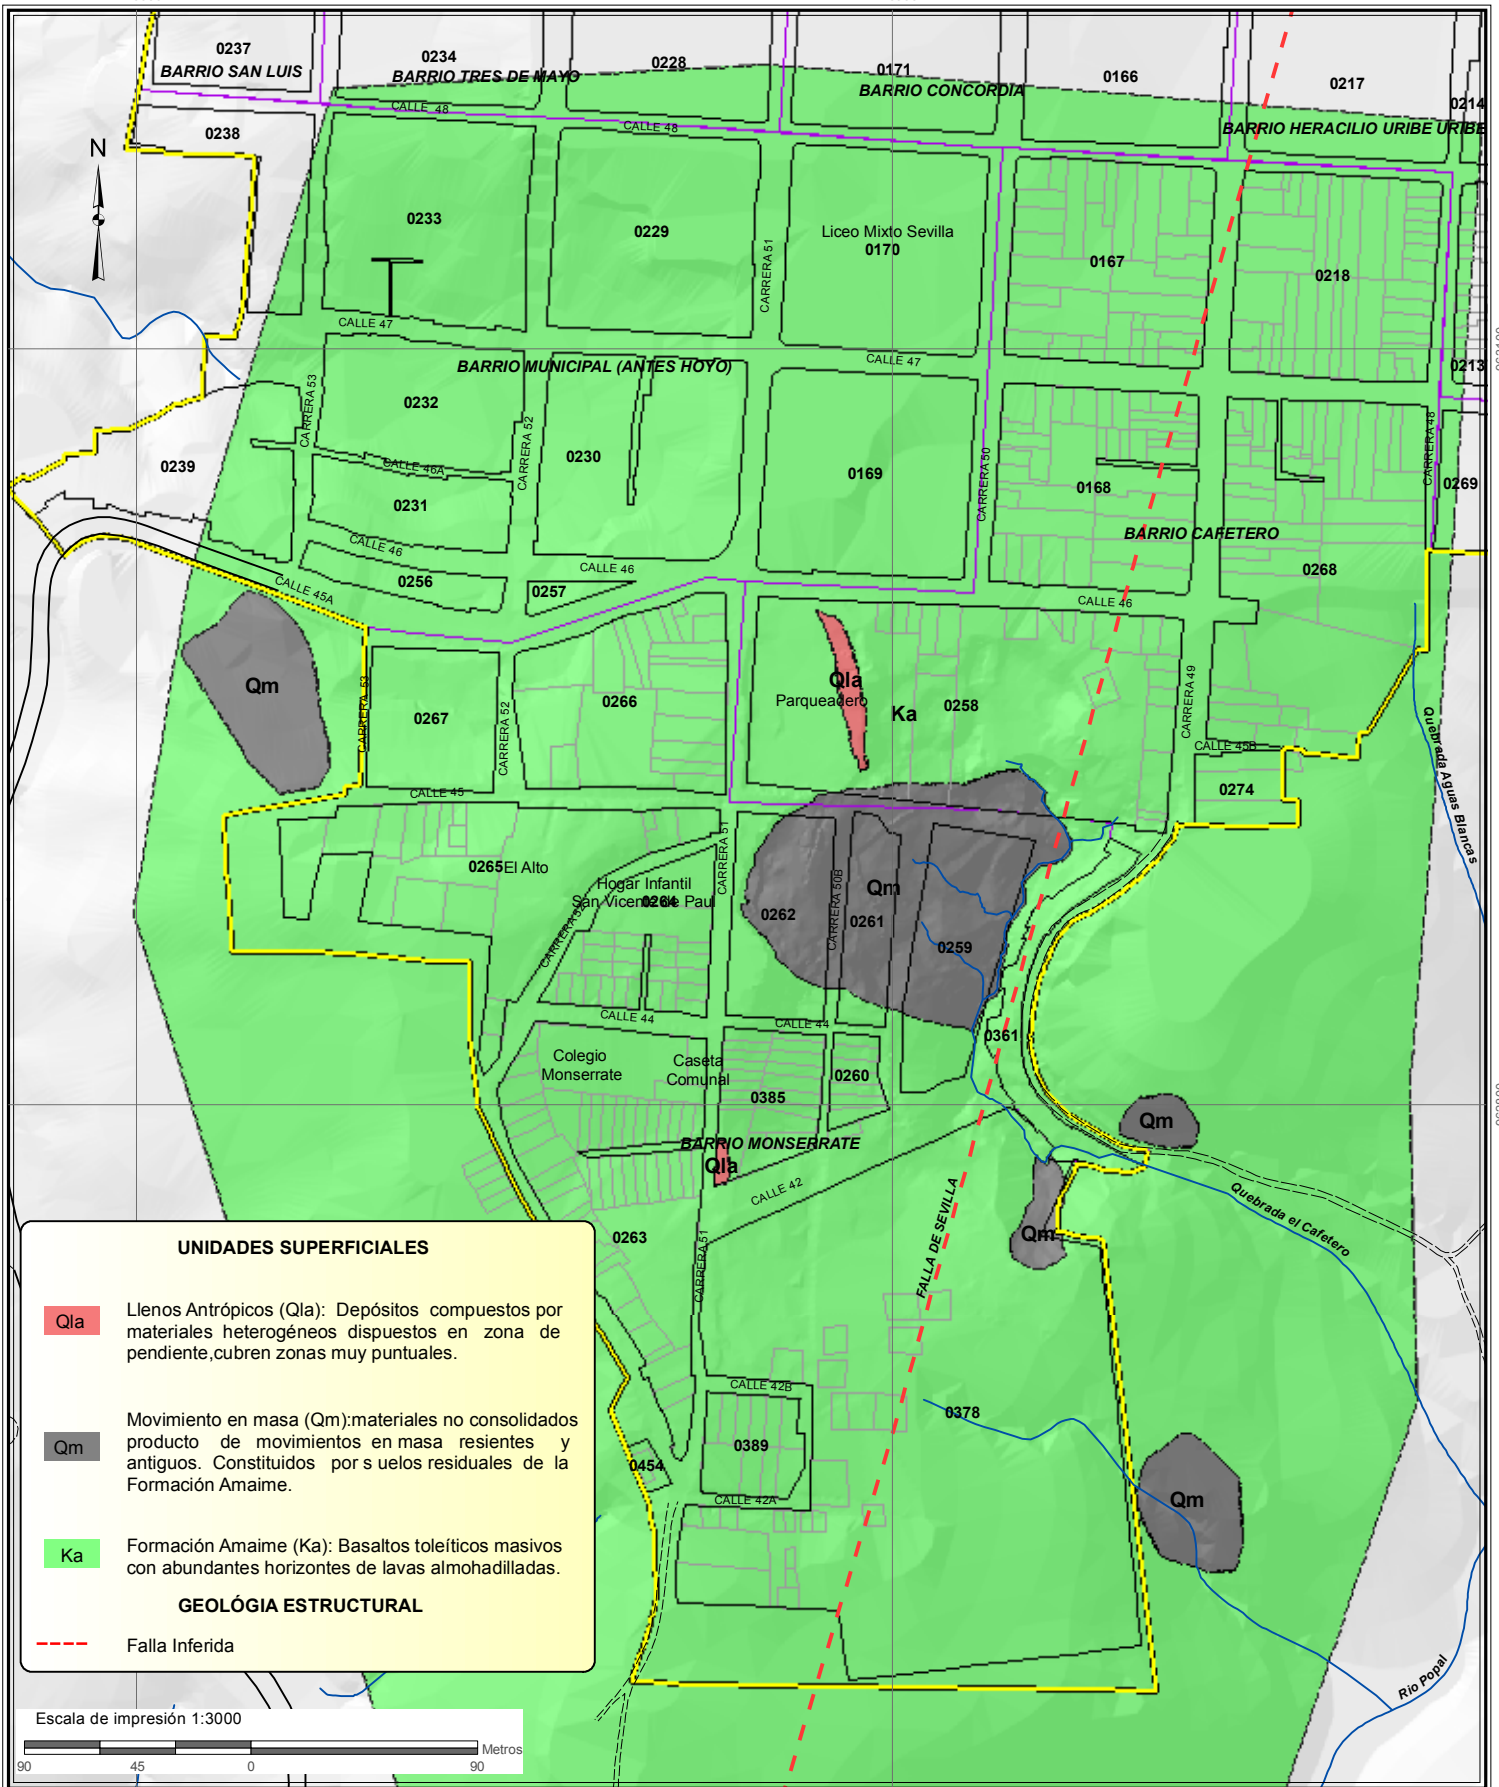 0237
BARRIO SAN LUIS
0234
BARRIO TRES DE MAYO
0228
0171
BARRIO CONCORDIA
0166
0217
0214
BARRIO HERACILIO URIBE URIBE
CALLE 48
CALLE 48
0238
N
0233
0229
CARRERA 51
Liceo Mixto Sevilla
0170
0167
0218
CALLE 47
CALLE 47
BARRIO MUNICIPAL (ANTES HOYO)
0213
CARRERA 53
0232
CARRERA 52
0230
0239
CALLE 46A
0169
CARRERA 50
0168
CARRERA 48
0269
0231
BARRIO CAFETERO
CALLE 46
CALLE 46
0256
0257
CALLE 45A
0268
CALLE 46
Qm
CARRERA 53
0267
CARRERA 52
0266
Qla
Parqueadero
Ka
0258
CARRERA 49
CALLE 45B
0274
Quebrada Aguas Blancas
CALLE 45
CARRERA 51
0265
El Alto
Hogar Infantil
San Vicente de Paul
0264
CARRERA 52
0262
CARRERA 50B
Qm
0261
0259
CALLE 44
CALLE 44
0361
Colegio
Monserrate
Caseta
Comunal
0385
0260
Qm
BARRIO MONSERRATE
Qla
CALLE 42
FALLA DE SEVILLA
Quebrada el Cafetero
Qm
0263
CARRERA 51
CALLE 42B
0378
0389
0454
CALLE 42A
Qm
Rio Popal
UNIDADES SUPERFICIALES
Qla
Llenos Antrópicos (Qla): Depósitos compuestos por
materiales heterogéneos dispuestos en zona de
pendiente,cubren zonas muy puntuales.
Qm
Movimiento en masa (Qm):materiales no consolidados
producto de movimientos en masa resientes y
antiguos. Constituidos por s uelos residuales de la
Formación Amaime.
Ka
Formación Amaime (Ka): Basaltos toleíticos masivos
con abundantes horizontes de lavas almohadilladas.
GEOLÓGIA ESTRUCTURAL
Falla Inferida
Escala de impresión 1:3000
Metros
90 45 0 90